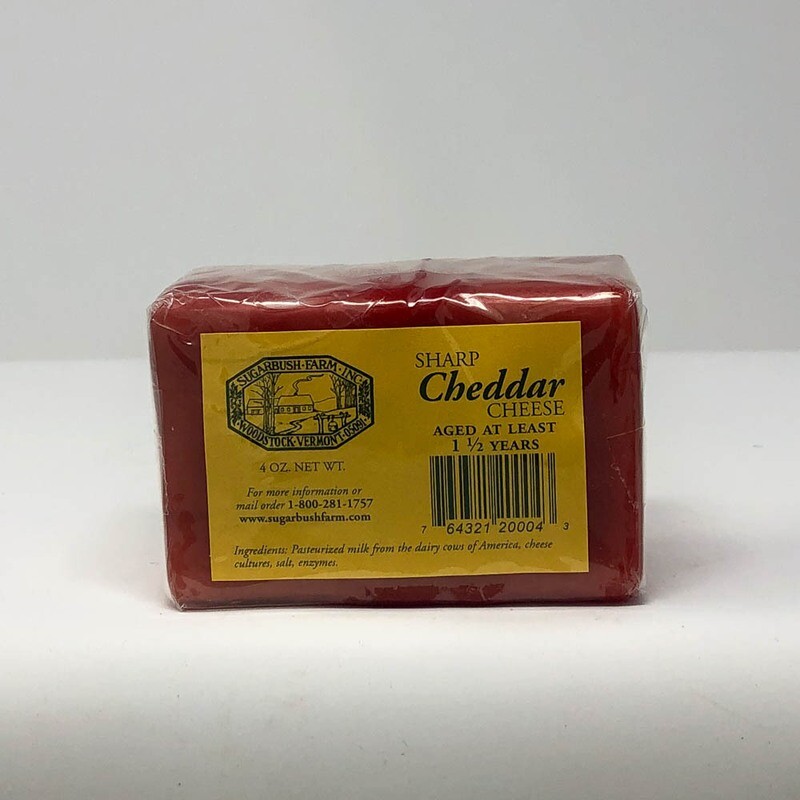 SUGARBUSH·FARM·INC
WOODSTOCK·VERMONT·05091
4 OZ. NET WT.
For more information or
mail order 1-800-281-1757
www.sugarbushfarm.com
SHARP
Cheddar
CHEESE
AGED AT LEAST
1 ½ YEARS
7 64321 20004 3
Ingredients: Pasteurized milk from the dairy cows of America, cheese
cultures, salt, enzymes.